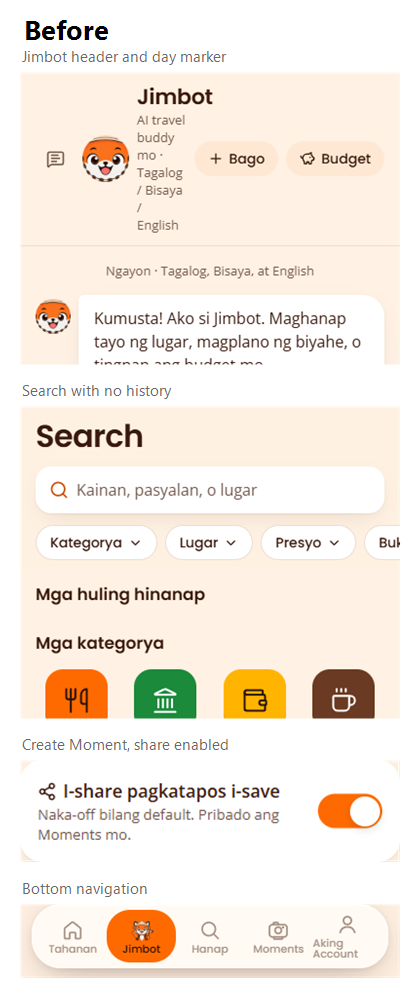 Before
Jimbot header and day marker
Jimbot
AI travel
buddy
mo ·
Tagalog
/ Bisaya
/
English
+ Bago
Budget
Ngayon · Tagalog, Bisaya, at English
Kumusta! Ako si Jimbot. Maghanap
tayo ng lugar, magplano ng biyahe, o
tingnan ang budget mo
Search with no history
Search
Kainan, pasyalan, o lugar
Kategorya
Lugar
Presyo
Buk
Mga huling hinanap
Mga kategorya
Create Moment, share enabled
I-share pagkatapos i-save
Naka-off bilang default. Pribado ang
Moments mo.
Bottom navigation
Tahanan
Jimbot
Hanap
Moments
Aking
Account